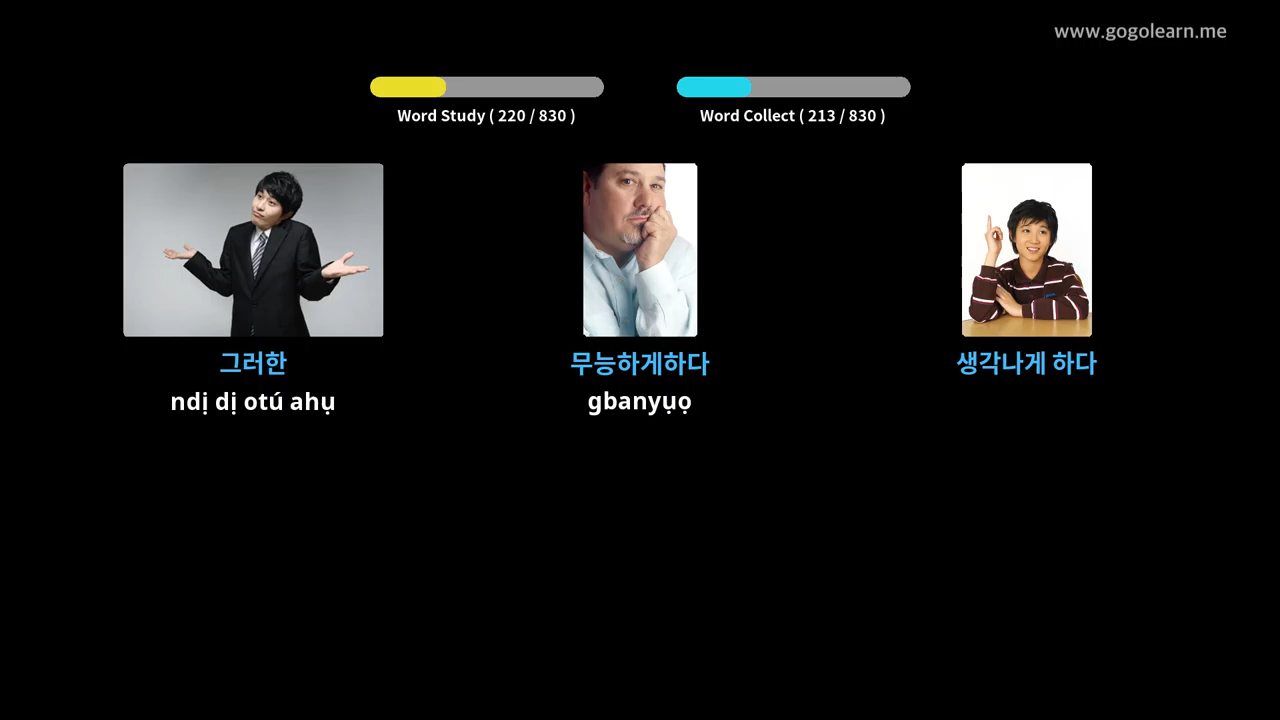 www.gogolearn.me
Word Study ( 220 / 830 )
Word Collect ( 213 / 830 )
그러한
무능하게하다
생각나게 하다
ndị dị otú ahụ
gbanyụọ